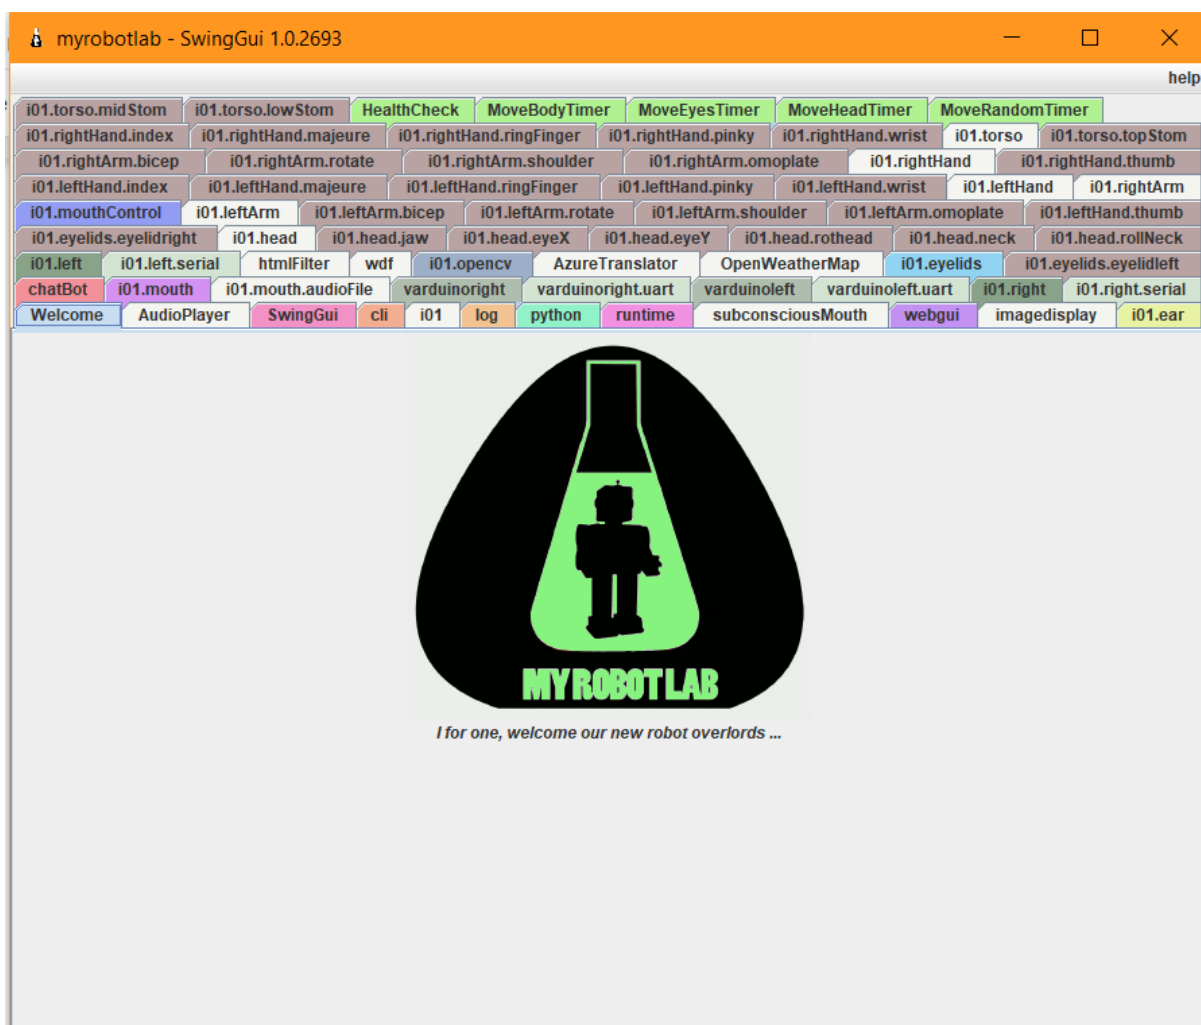 myrobotlab - SwingGui 1.0.2693
help
i01.torso.midStom i01.torso.lowStom HealthCheck MoveBodyTimer MoveEyesTimer MoveHeadTimer MoveRandomTimer
i01.rightHand.index i01.rightHand.majeure i01.rightHand.ringFinger i01.rightHand.pinky i01.rightHand.wrist i01.torso i01.torso.topStom
i01.rightArm.bicep i01.rightArm.rotate i01.rightArm.shoulder i01.rightArm.omoplate i01.rightHand i01.rightHand.thumb
i01.leftHand.index i01.leftHand.majeure i01.leftHand.ringFinger i01.leftHand.pinky i01.leftHand.wrist i01.leftHand i01.rightArm
i01.mouthControl i01.leftArm i01.leftArm.bicep i01.leftArm.rotate i01.leftArm.shoulder i01.leftArm.omoplate i01.leftHand.thumb
i01.eyelids.eyelidright i01.head i01.head.jaw i01.head.eyeX i01.head.eyeY i01.head.rothead i01.head.neck i01.head.rollNeck
i01.left i01.left.serial htmlFilter wdf i01.opencv AzureTranslator OpenWeatherMap i01.eyelids i01.eyelids.eyelidleft
chatBot i01.mouth i01.mouth.audioFile varduinoright varduinoright.uart varduinoleft varduinoleft.uart i01.right i01.right.serial
Welcome AudioPlayer SwingGui cli i01 log python runtime subconsciousMouth webgui imagedisplay i01.ear
MYROBOTLAB
I for one, welcome our new robot overlords ...